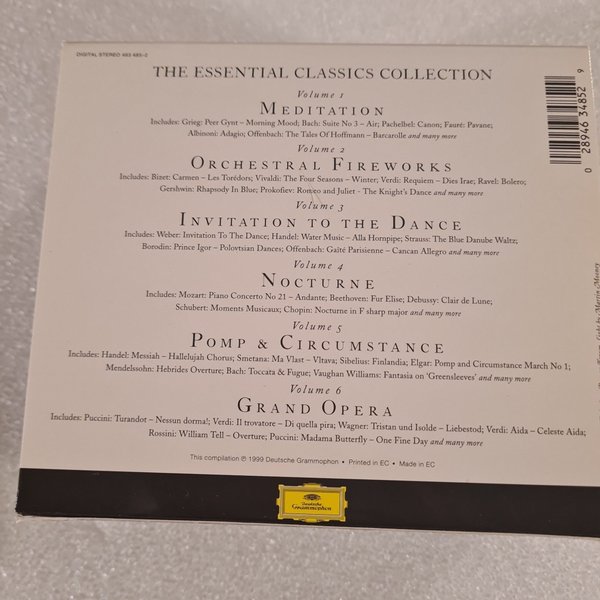 DIGITAL STEREO 463 485-2
THE ESSENTIAL CLASSICS COLLECTION
Volume 1
MEDITATION
Includes: Grieg: Peer Gynt – Morning Mood; Bach: Suite No 3 – Air; Pachelbel: Canon; Fauré: Pavane;
Albinoni: Adagio; Offenbach: The Tales Of Hoffmann – Barcarolle and many more
Volume 2
ORCHESTRAL FIREWORKS
Includes: Bizet: Carmen – Les Torédors; Vivaldi: The Four Seasons – Winter; Verdi: Requiem – Dies Irae; Ravel: Bolero;
Gershwin: Rhapsody In Blue; Prokofiev: Romeo and Juliet - The Knight's Dance and many more
Volume 3
INVITATION TO THE DANCE
Includes: Weber: Invitation To The Dance; Handel: Water Music – Alla Hornpipe; Strauss: The Blue Danube Waltz;
Borodin: Prince Igor – Polovtsian Dances; Offenbach: Gaîté Parisienne – Cancan Allegro and many more
Volume 4
NOCTURNE
Includes: Mozart: Piano Concerto No 21 – Andante; Beethoven: Fur Elise; Debussy: Clair de Lune;
Schubert: Moments Musicaux; Chopin: Nocturne in F sharp major and many more
Volume 5
POMP & CIRCUMSTANCE
Includes: Handel: Messiah – Hallelujah Chorus; Smetana: Ma Vlast – Vltava; Sibelius: Finlandia; Elgar: Pomp and Circumstance March No 1;
Mendelssohn: Hebrides Overture; Bach: Toccata & Fugue; Vaughan Williams: Fantasia on 'Greensleeves' and many more
Volume 6
GRAND OPERA
Includes: Puccini: Turandot – Nessun dorma!; Verdi: Il trovatore – Di quella pira; Wagner: Tristan und Isolde – Liebestod; Verdi: Aida – Celeste Aida;
Rossini: William Tell – Overture; Puccini: Madama Butterfly – One Fine Day and many more
This compilation ℗ 1999 Deutsche Grammophon • Printed in EC • Made in EC
Deutsche
Grammophon
0 28946 34852 9
Light by Martin Mooney